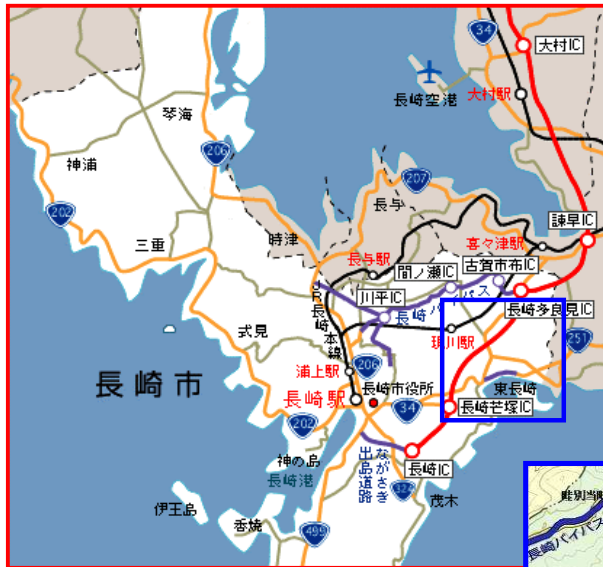 34
大村IC
大村駅
長崎空港
琴海
206
神浦
207
202
長与
諫早IC
時津
喜々津駅
三重
長与駅
古賀市布IC
間ノ瀬IC
JR長崎本線
川平IC
長崎バイパス
長崎多良見IC
式見
現川駅
251
206
浦上駅
長崎市
東長崎
長崎駅
長崎市役所
34
長崎芒塚IC
202
ながさき出島道路
長崎IC
神の島
長崎港
324
茂木
伊王島
香焼
499
畦別当町
長崎バイパス